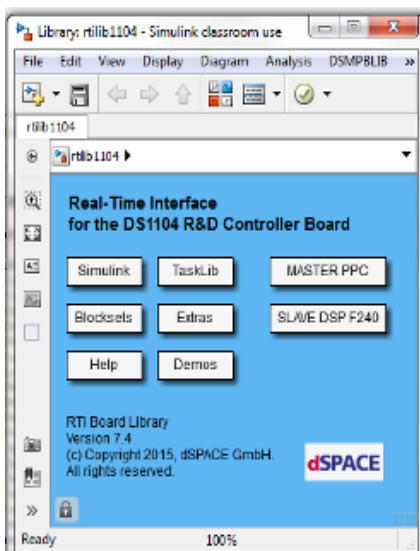 Library: rtilib1104 - Simulink classroom use
File Edit View Display Diagram Analysis DSMPBLIB »
rtilib1104
rtilib1104
Real-Time Interface
for the DS1104 R&D Controller Board
Simulink TaskLib MASTER PPC
Blocksets Extras SLAVE DSP F240
Help Demos
RTI Board Library
Version 7.4
(c) Copyright 2015, dSPACE GmbH.
All rights reserved.
dSPACE
»
Ready 100%